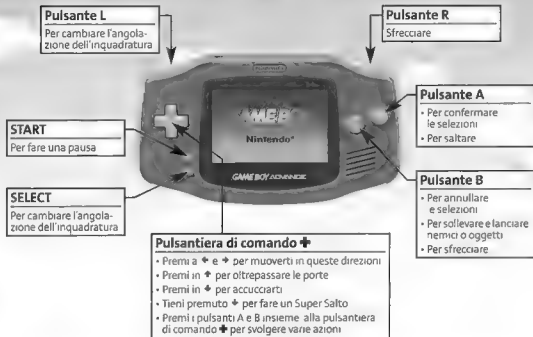 Pulsante L
Per cambiare l'angola-
zione dell'inquadratura
Pulsante R
Sfrecciare
START
Per fare una pausa
SELECT
Per cambiare l'angola-
zione dell'inquadratura
Nintendo®
GAME BOY ADVANCE
Pulsante A
• Per confermare
le selezioni
• Per saltare
Pulsante B
• Per annullare
e selezioni
• Per sollevare e lanciare
nemici o oggetti
• Per sfrecciare
Pulsantiera di comando ✚
• Premi a ← e → per muoverti in queste direzioni
• Premi in ↑ per oltrepassare le porte
• Premi in ↓ per accucciarti
• Tieni premuto ↓ per fare un Super Salto
• Premi i pulsanti A e B insieme alla pulsantiera
di comando ✚ per svolgere varie azioni